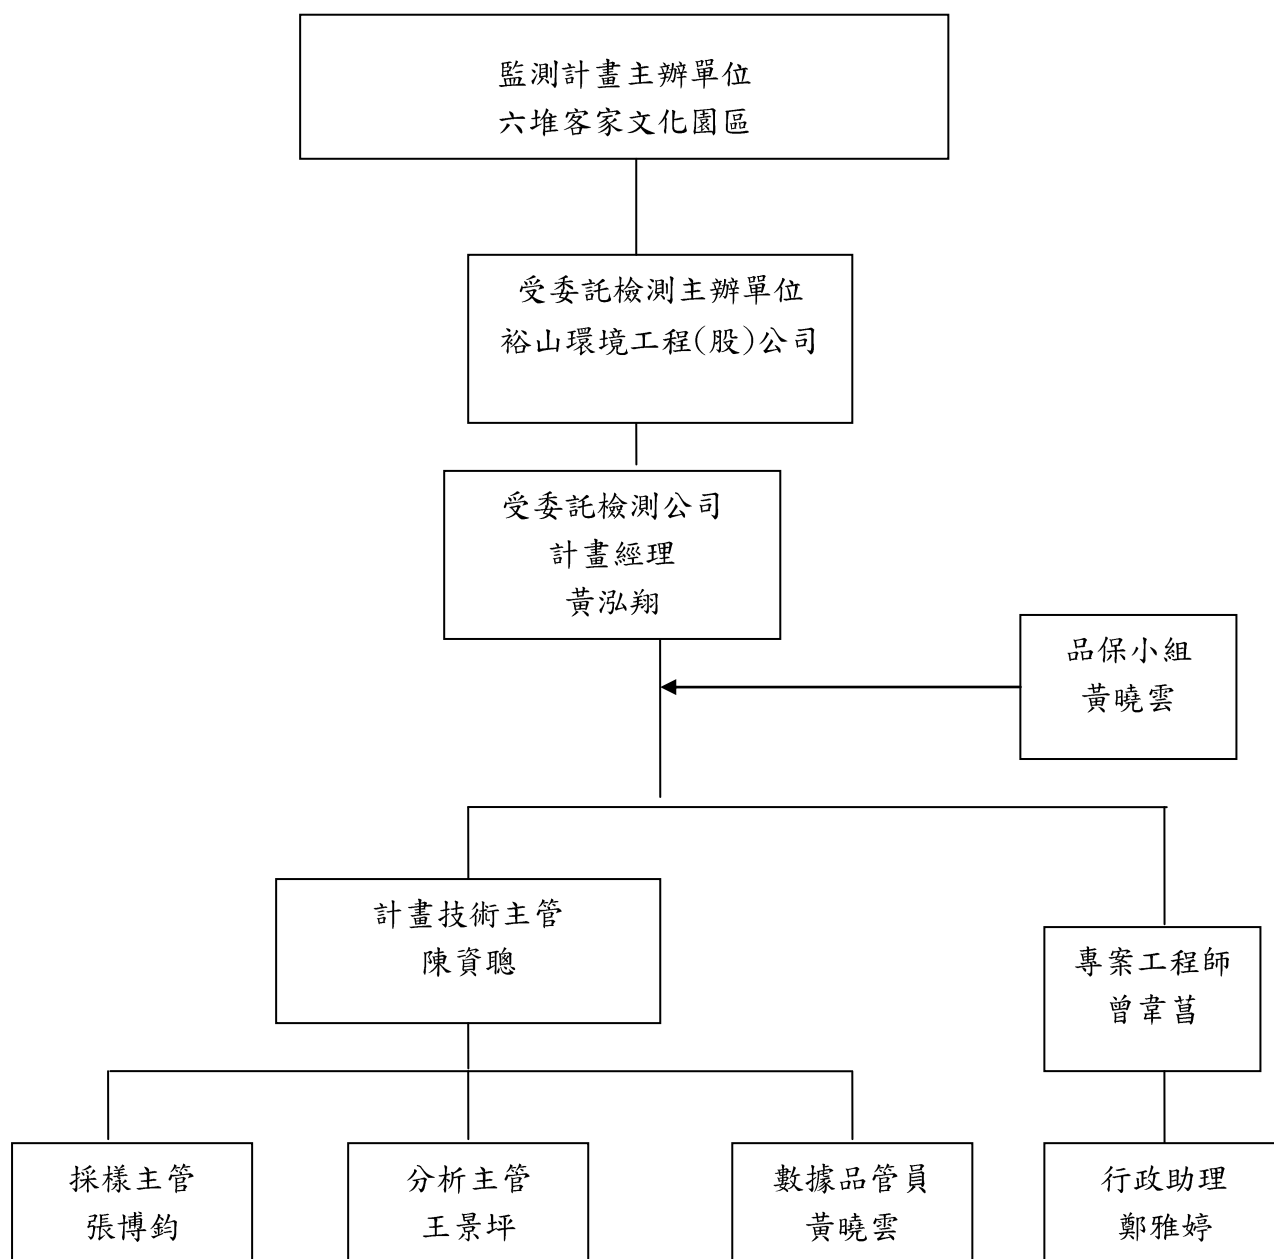 監測計畫主辦單位
六堆客家文化園區
受委託檢測主辦單位
裕山環境工程(股)公司
受委託檢測公司
計畫經理
黃泓翔
品保小組
黃曉雲
計畫技術主管
陳資聰
專案工程師
曾韋菖
採樣主管
張博鈞
分析主管
王景坪
數據品管員
黃曉雲
行政助理
鄭雅婷